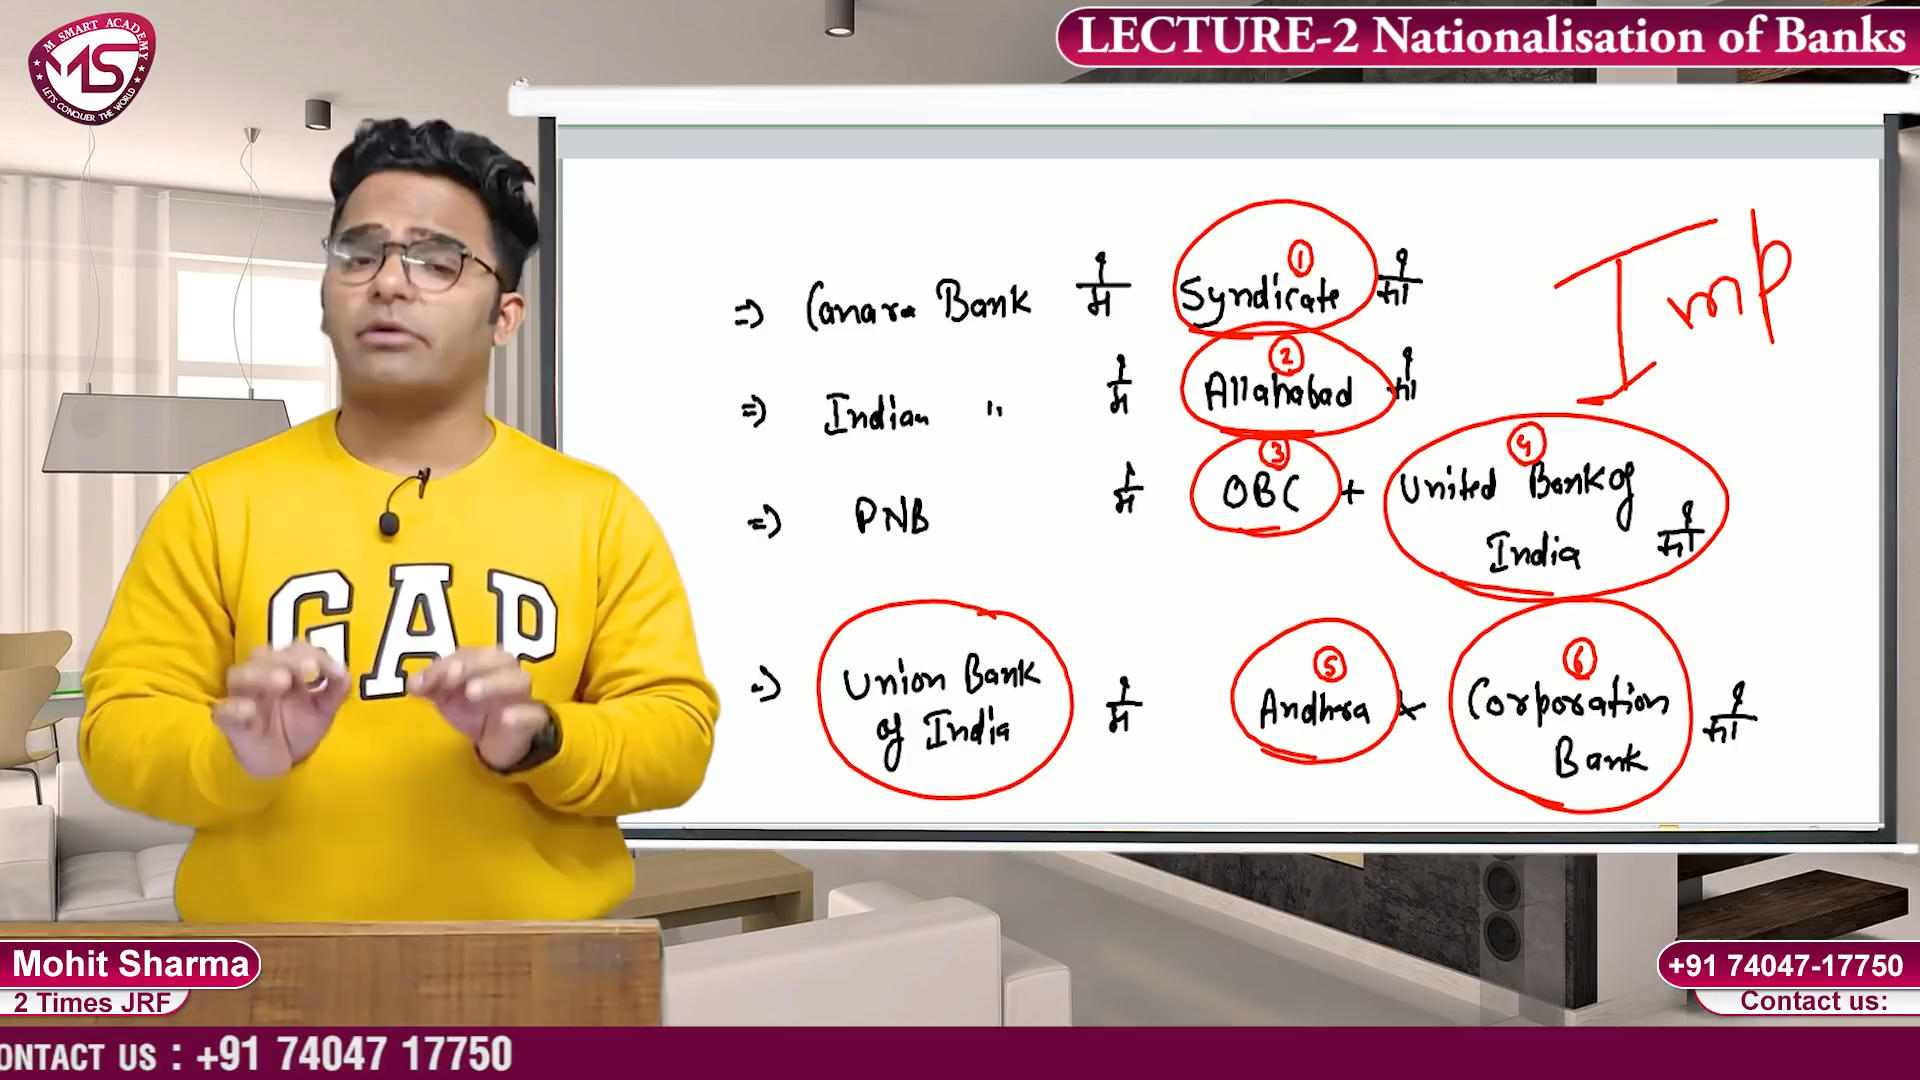 M SMART ACADEMY
MS
LETS CONQUER THE WORLD
LECTURE-2 Nationalisation of Banks
⇒ Canara Bank में Syndicate ①
⇒ Indian " में Allahabad ②
⇒ PNB में OBC ③ + United Bank of India ④
⇒ Union Bank of India में Andhra ⑤ + Corporation Bank ⑥
Imp
GAP
Mohit Sharma
2 Times JRF
+91 74047-17750
Contact us:
ONTACT US : +91 74047 17750